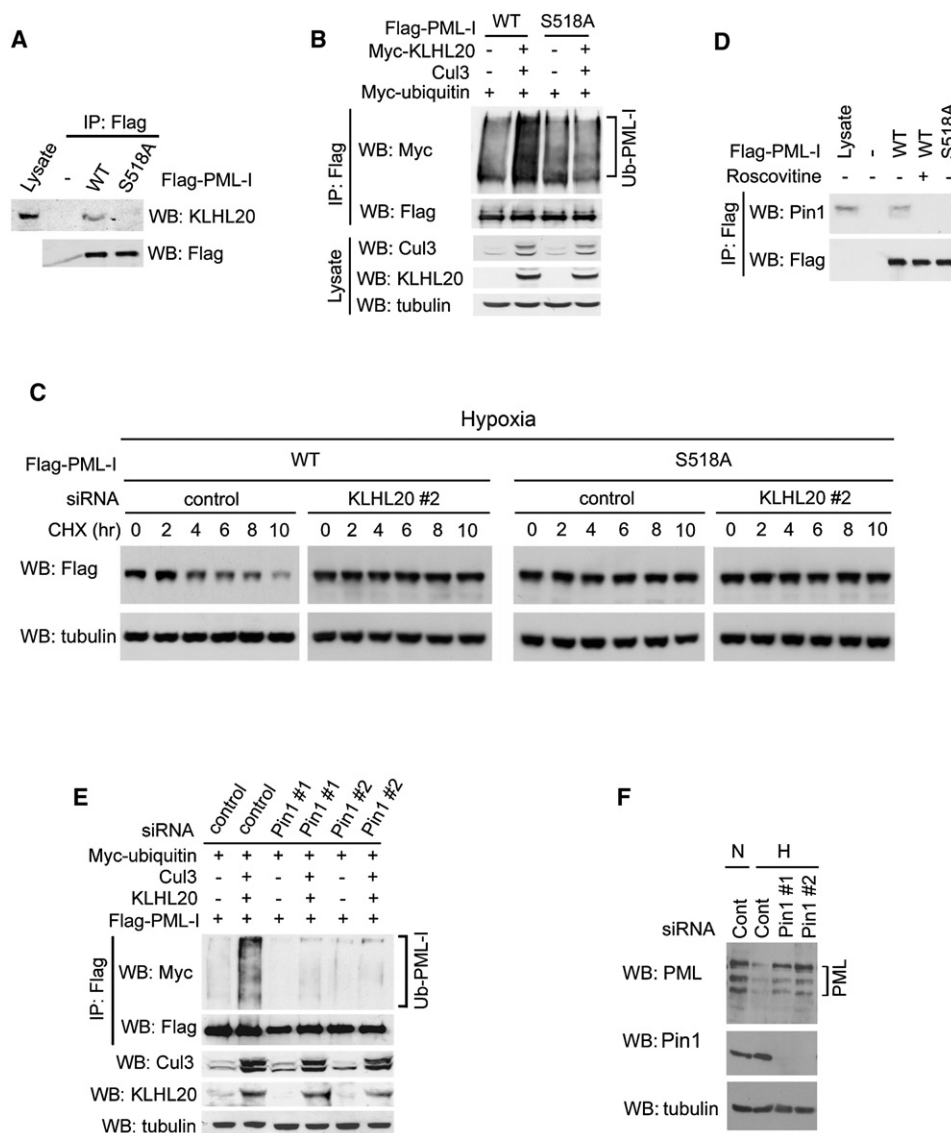 A
IP: Flag
Lysate
-
WT
S518A
Flag-PML-I
WB: KLHL20
WB: Flag
B
Flag-PML-I WT S518A
Myc-KLHL20 - + - +
Cul3 - + - +
Myc-ubiquitin + + + +
IP: Flag
WB: Myc
Ub-PML-I
WB: Flag
Lysate
WB: Cul3
WB: KLHL20
WB: tubulin
D
Lysate
-
WT
WT
S518A
Flag-PML-I
Roscovitine - - - + -
IP: Flag
WB: Pin1
WB: Flag
C
Hypoxia
Flag-PML-I WT S518A
siRNA control KLHL20 #2 control KLHL20 #2
CHX (hr) 0 2 4 6 8 10 0 2 4 6 8 10 0 2 4 6 8 10 0 2 4 6 8 10
WB: Flag
WB: tubulin
E
siRNA
control
control
Pin1 #1
Pin1 #1
Pin1 #2
Pin1 #2
Myc-ubiquitin + + + + + +
Cul3 - + - + - +
KLHL20 - + - + - +
Flag-PML-I + + + + + +
IP: Flag
WB: Myc
Ub-PML-I
WB: Flag
WB: Cul3
WB: KLHL20
WB: tubulin
F
N H
siRNA
Cont
Cont
Pin1 #1
Pin1 #2
WB: PML
PML
WB: Pin1
WB: tubulin